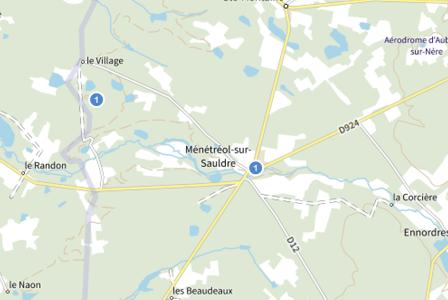 Aérodrome d'Aub
sur-Nère
le Village
1
D924
Ménétréol-sur-
Sauldre
1
le Randon
la Corcière
Ennordres
D12
le Naon
les Beaudeaux